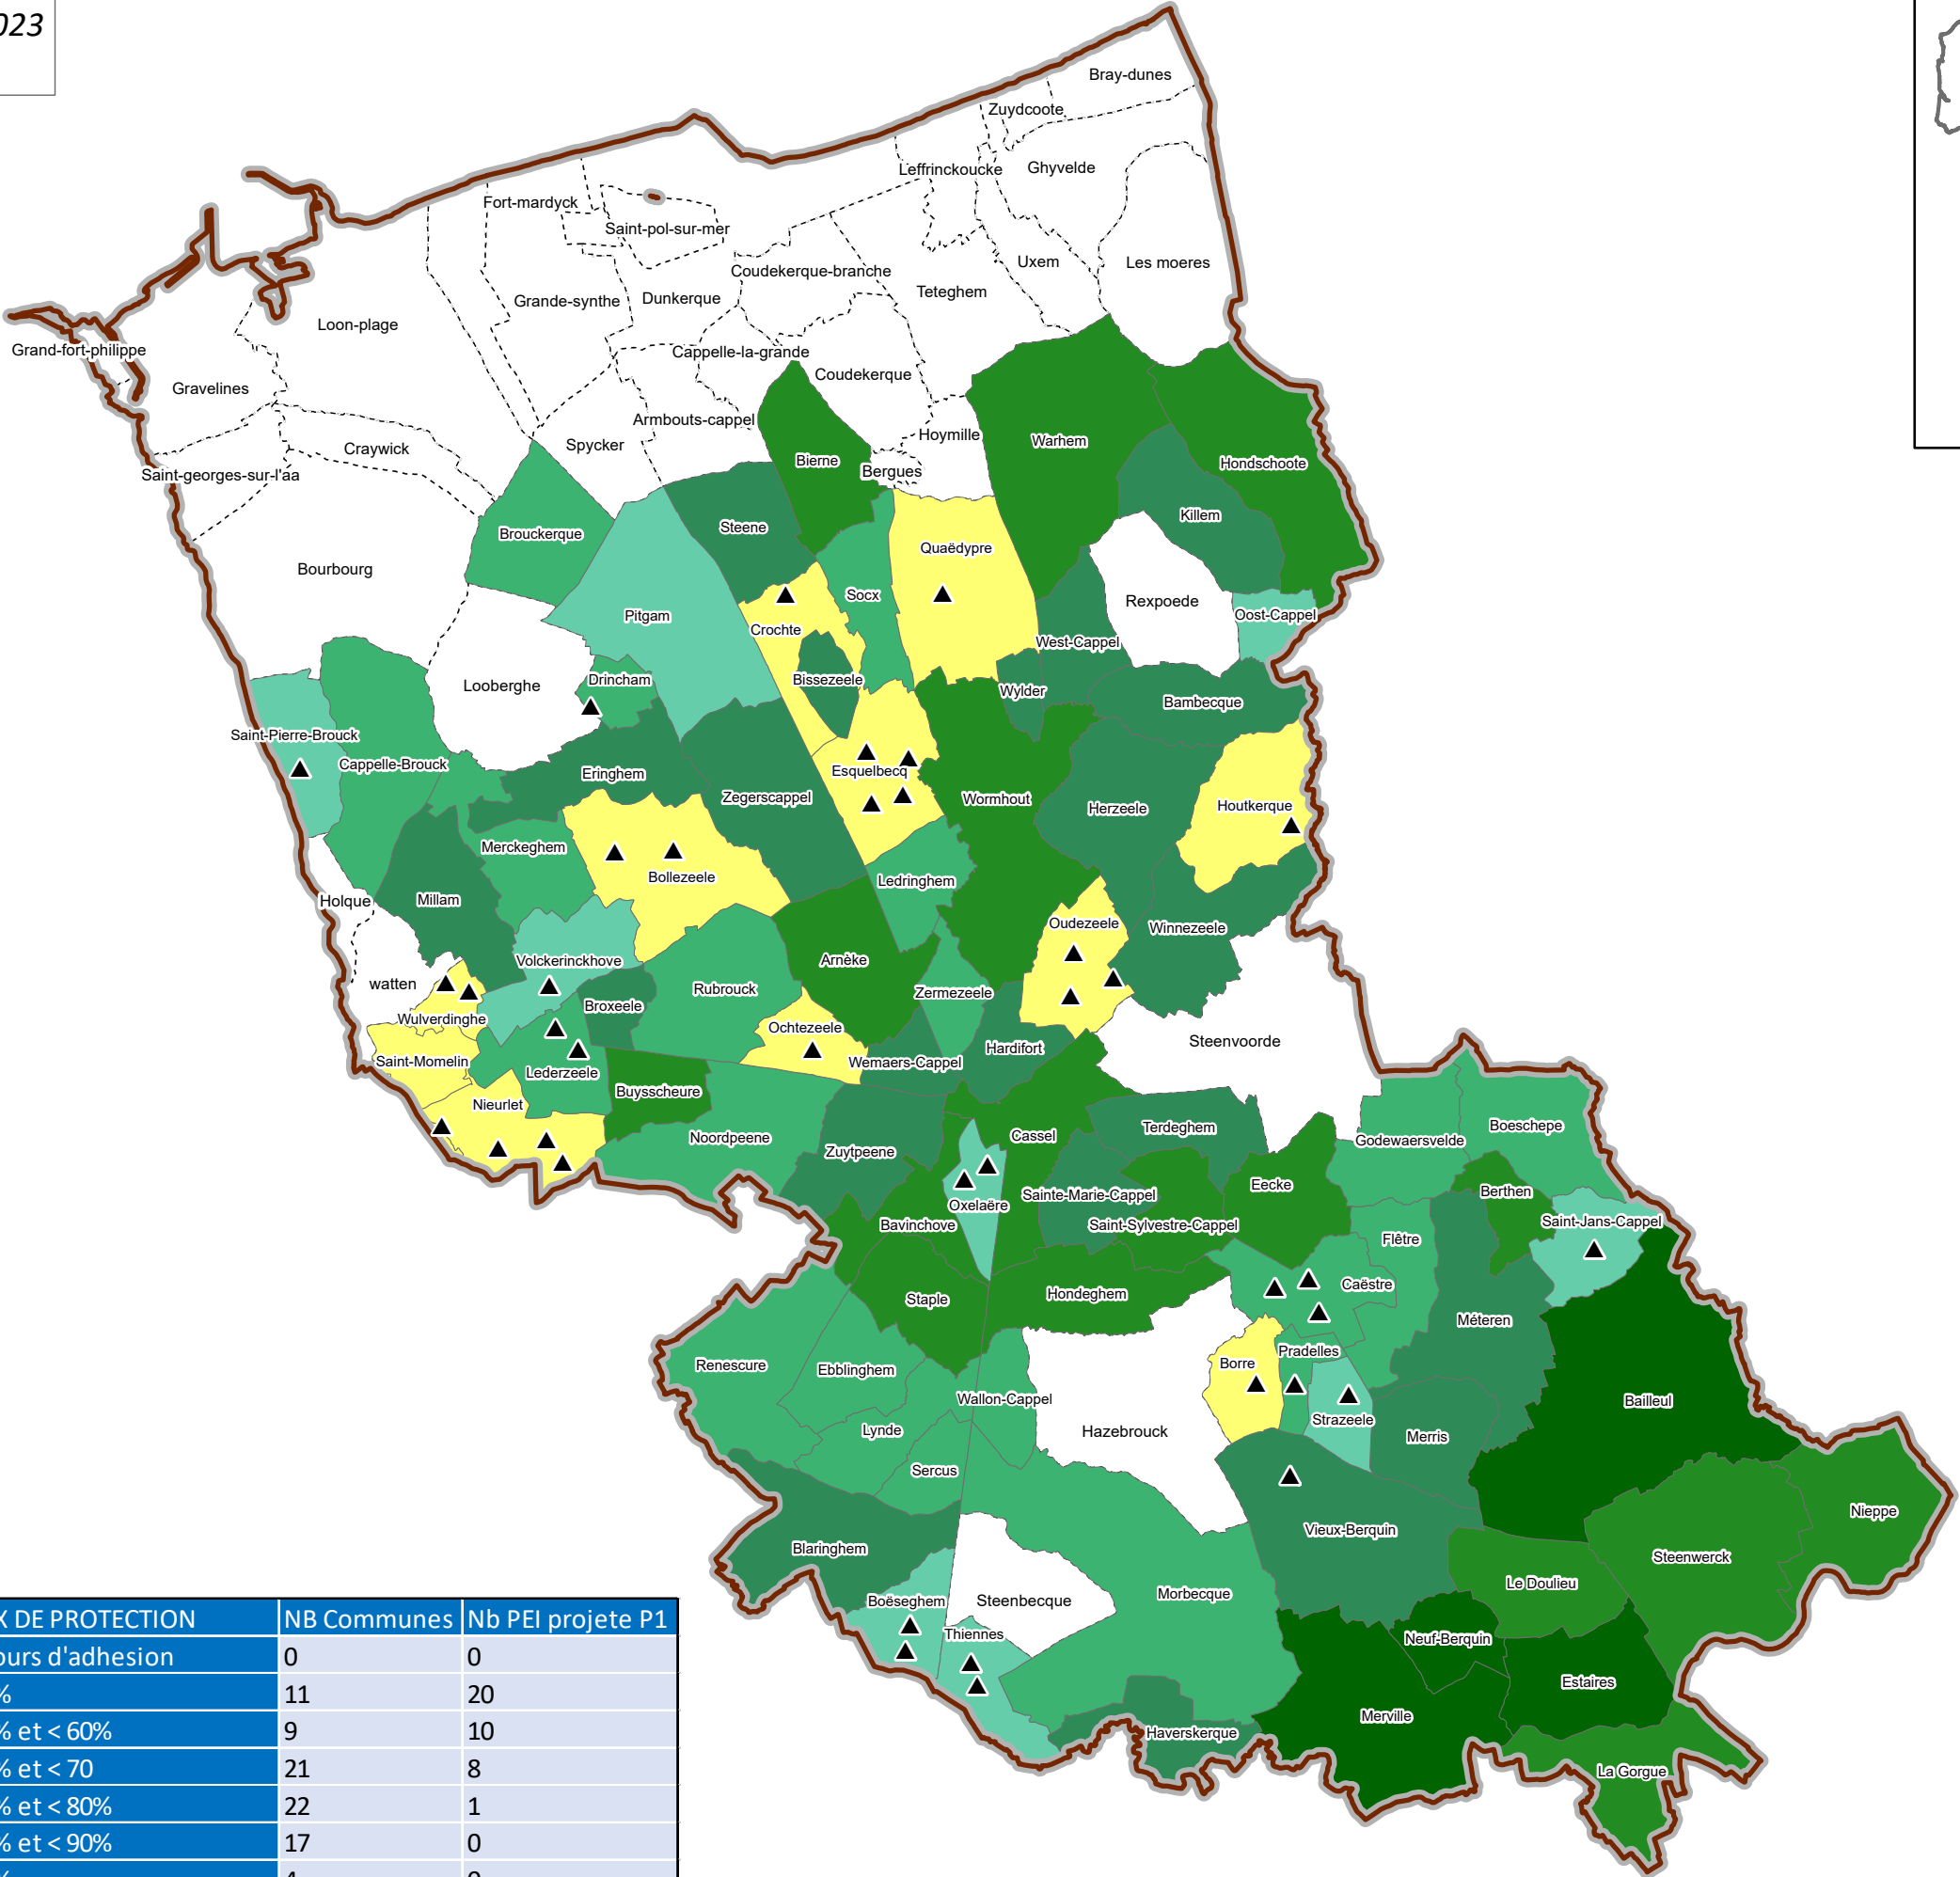 023
Bray-dunes
Zuydcoote
Leffrinckoucke
Ghyvelde
Fort-mardyck
Saint-pol-sur-mer
Coudekerque-branche
Uxem
Les moeres
Grande-synthe
Dunkerque
Teteghem
Loon-plage
Grand-fort-philippe
Cappelle-la-grande
Coudekerque
Gravelines
Armbouts-cappel
Spycker
Hoymille
Warhem
Craywick
Bierne
Bergues
Hondschoote
Saint-georges-sur-l'aa
Brouckerque
Steene
Killem
Quaëdypre
Bourbourg
Socx
Rexpoede
Pitgam
Oost-Cappel
Crochte
West-Cappel
Looberghe
Drincham
Bissezeele
Wylder
Bambecque
Saint-Pierre-Brouck
Cappelle-Brouck
Eringhem
Esquelbecq
Zegerscappel
Wormhout
Herzeele
Houtkerque
Merckeghem
Bollezeele
Ledringhem
Millam
Holque
Oudezeele
Winnezeele
Volckerinckhove
Arnèke
watten
Rubrouck
Zermezeele
Broxeele
Wulverdinghe
Ochtezeele
Steenvoorde
Saint-Momelin
Wemaers-Cappel
Hardifort
Lederzeele
Buysscheure
Nieurlet
Noordpeene
Cassel
Terdeghem
Boeschepe
Godewaersvelde
Zuytpeene
Eecke
Berthen
Sainte-Marie-Cappel
Oxelaëre
Bavinchove
Saint-Sylvestre-Cappel
Saint-Jans-Cappel
Flêtre
Caëstre
Staple
Hondeghem
Méteren
Pradelles
Renescure
Ebblinghem
Borre
Wallon-Cappel
Bailleul
Strazeele
Lynde
Hazebrouck
Merris
Sercus
Nieppe
Vieux-Berquin
Blaringhem
Steenwerck
Le Doulieu
Morbecque
Boëseghem
Steenbecque
Thiennes
Neuf-Berquin
Estaires
Merville
Haverskerque
La Gorgue
X DE PROTECTION NB Communes Nb PEI projete P1
ours d'adhesion 0 0
% 11 20
% et < 60% 9 10
% et < 70 21 8
% et < 80% 22 1
% et < 90% 17 0